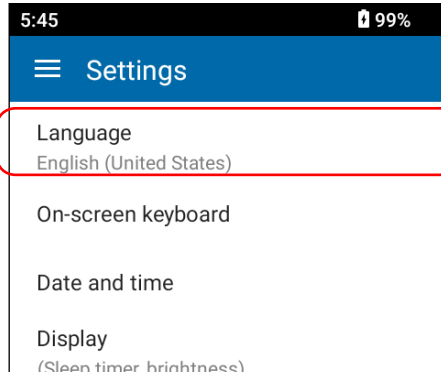 5:45 99%
Settings
Language
English (United States)
On-screen keyboard
Date and time
Display
(Sleep timer, brightness)